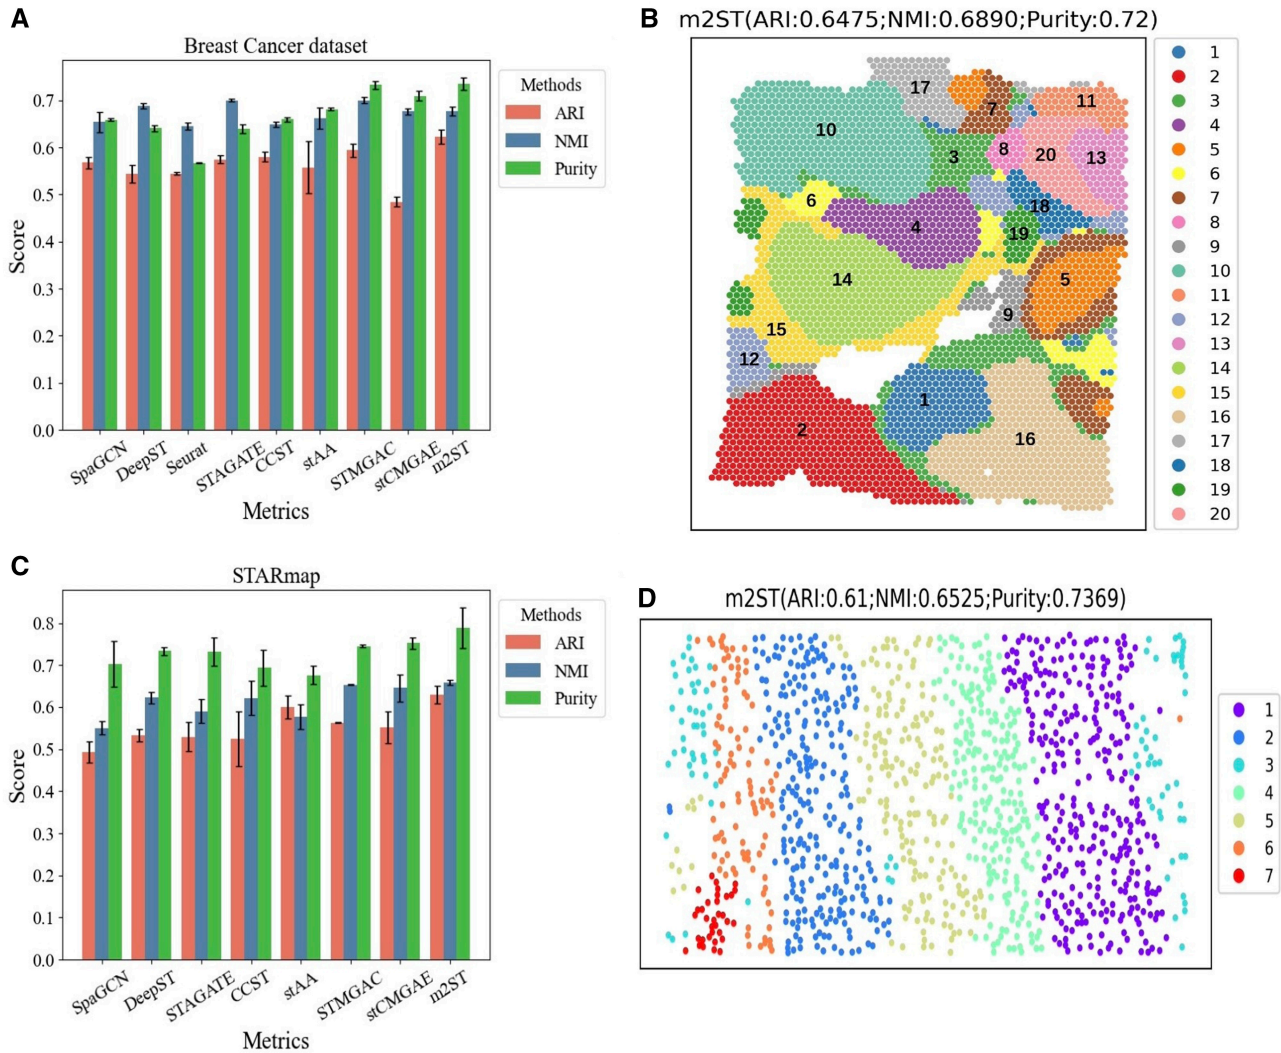 A
Breast Cancer dataset
Score
0.7
0.6
0.5
0.4
0.3
0.2
0.1
0.0
SpaGCN
DeepST
Seurat
STAGATE
CCST
stAA
STMGAC
stCMGAE
m2ST
Metrics
Methods
ARI
NMI
Purity
B
m2ST(ARI:0.6475;NMI:0.6890;Purity:0.72)
17
7
11
10
3
8
20
13
6
18
4
19
14
5
9
15
12
1
2
16
1
2
3
4
5
6
7
8
9
10
11
12
13
14
15
16
17
18
19
20
C
STARmap
Score
0.8
0.7
0.6
0.5
0.4
0.3
0.2
0.1
0.0
SpaGCN
DeepST
STAGATE
CCST
stAA
STMGAC
stCMGAE
m2ST
Metrics
Methods
ARI
NMI
Purity
D
m2ST(ARI:0.61;NMI:0.6525;Purity:0.7369)
1
2
3
4
5
6
7